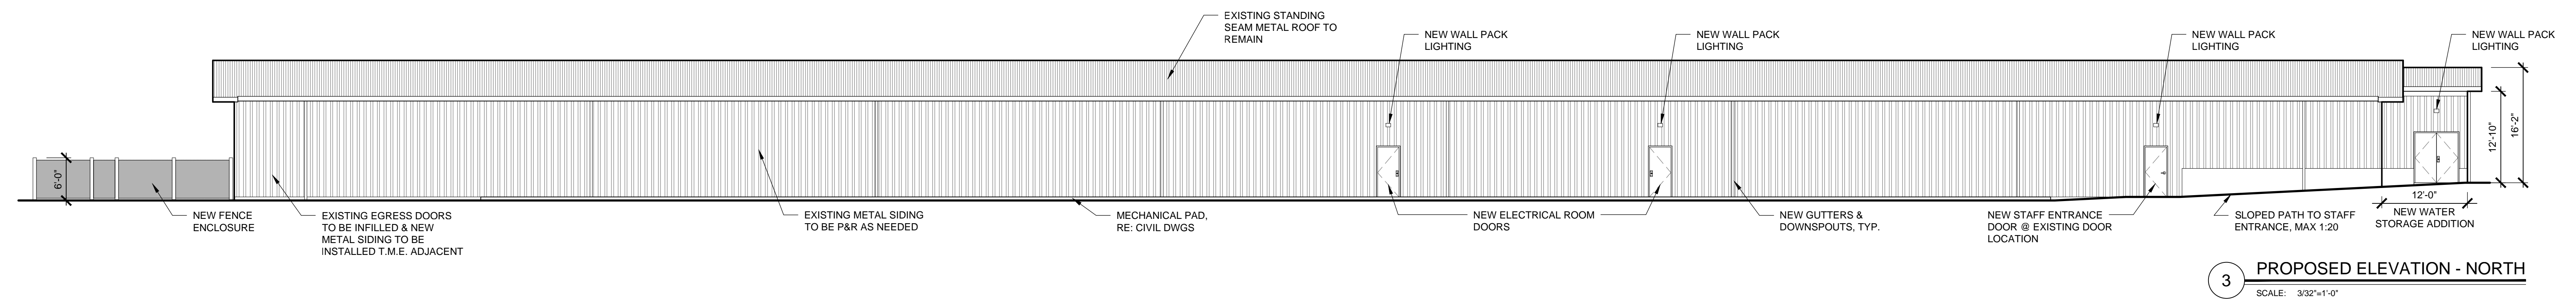 EXISTING STANDING
SEAM METAL ROOF TO
REMAIN
NEW WALL PACK
LIGHTING
NEW WALL PACK
LIGHTING
NEW WALL PACK
LIGHTING
NEW WALL PACK
LIGHTING
6'-0"
12'-10"
16'-2"
12'-0"
NEW FENCE
ENCLOSURE
EXISTING EGRESS DOORS
TO BE INFILLED & NEW
METAL SIDING TO BE
INSTALLED T.M.E. ADJACENT
EXISTING METAL SIDING
TO BE P&R AS NEEDED
MECHANICAL PAD,
RE: CIVIL DWGS
NEW ELECTRICAL ROOM
DOORS
NEW GUTTERS &
DOWNSPOUTS, TYP.
NEW STAFF ENTRANCE
DOOR @ EXISTING DOOR
LOCATION
SLOPED PATH TO STAFF
ENTRANCE, MAX 1:20
NEW WATER
STORAGE ADDITION
3
PROPOSED ELEVATION - NORTH
SCALE: 3/32"=1'-0"